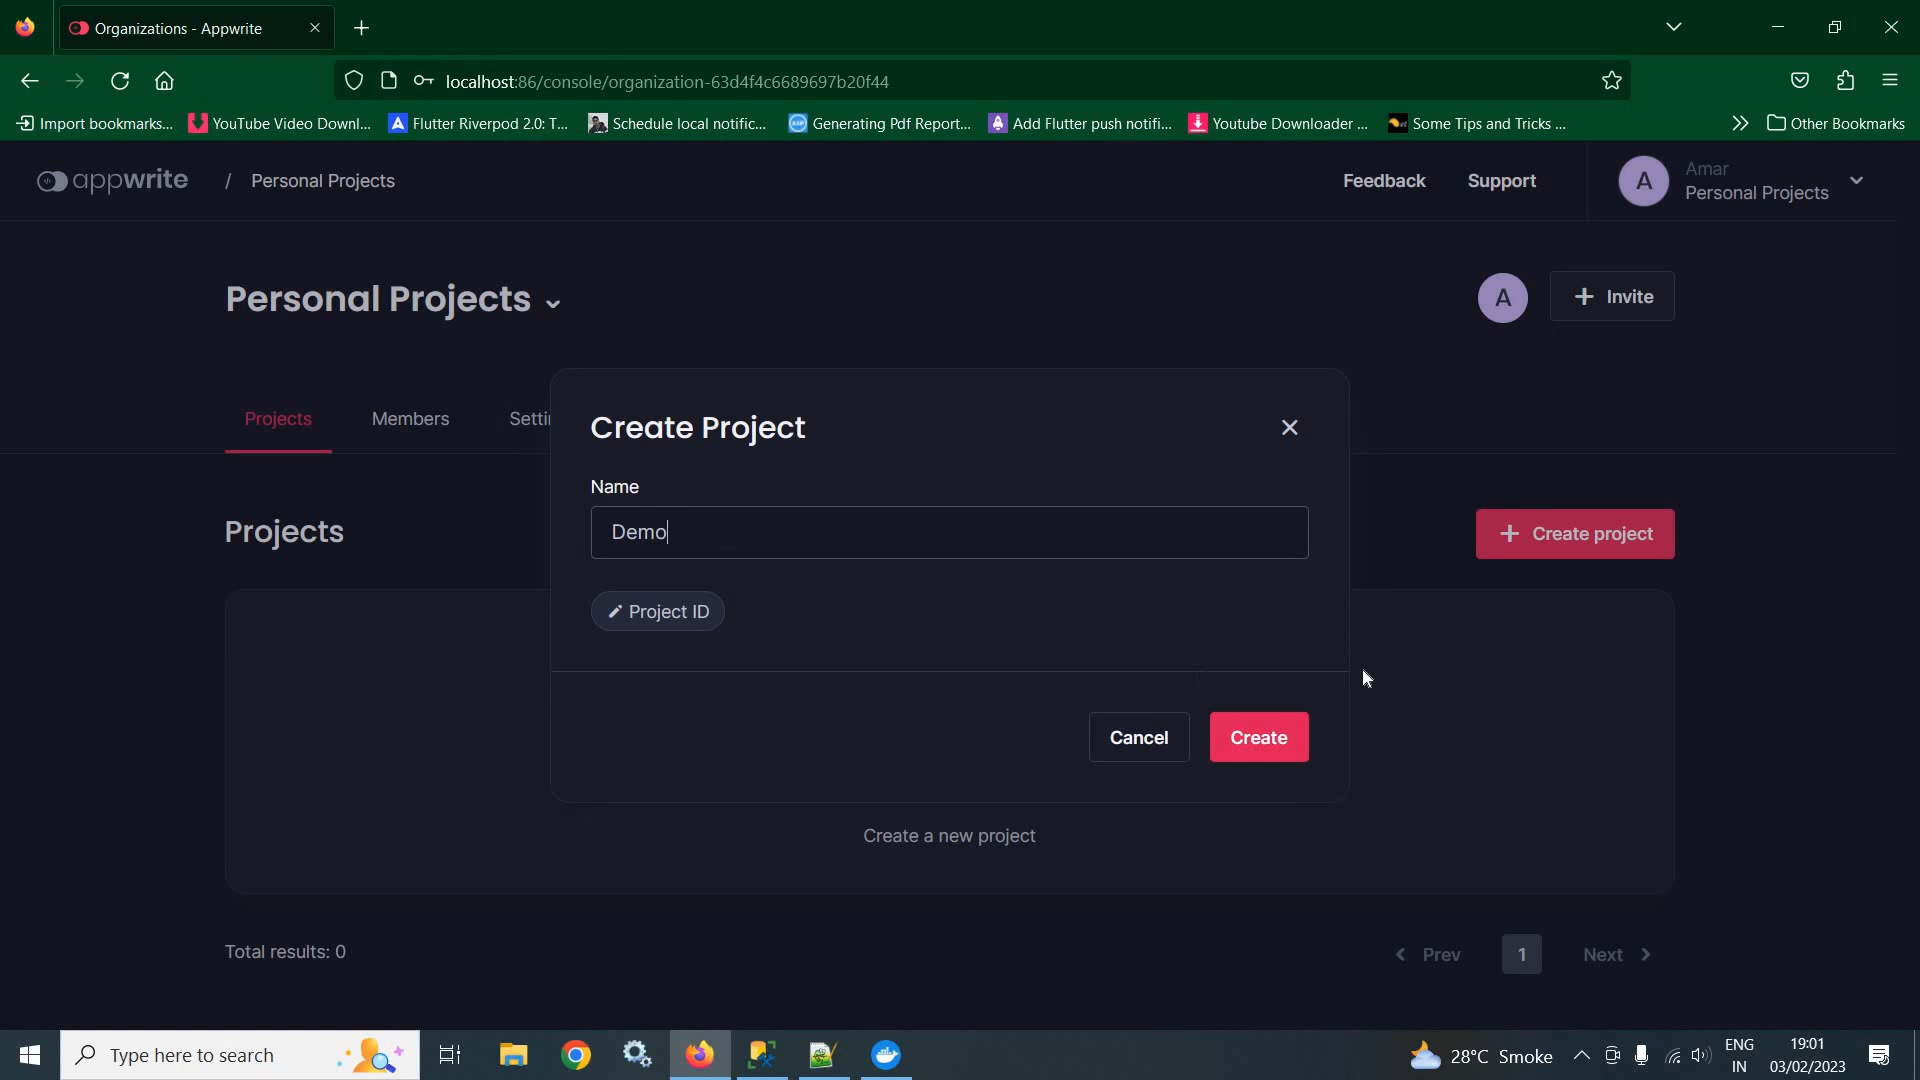 Organizations - Appwrite
localhost:86/console/organization-63d4f4c6689697b20f44
Import bookmarks... YouTube Video Downl... Flutter Riverpod 2.0: T... Schedule local notific... Generating Pdf Report... Add Flutter push notifi... Youtube Downloader ... Some Tips and Tricks ... Other Bookmarks
appwrite / Personal Projects Feedback Support A Amar
Personal Projects
Personal Projects A + Invite
Projects Members Setti
Create Project
Name
Demo
Projects + Create project
Project ID
Cancel Create
Create a new project
Total results: 0 Prev 1 Next
Type here to search 28°C Smoke ENG
IN 19:01
03/02/2023